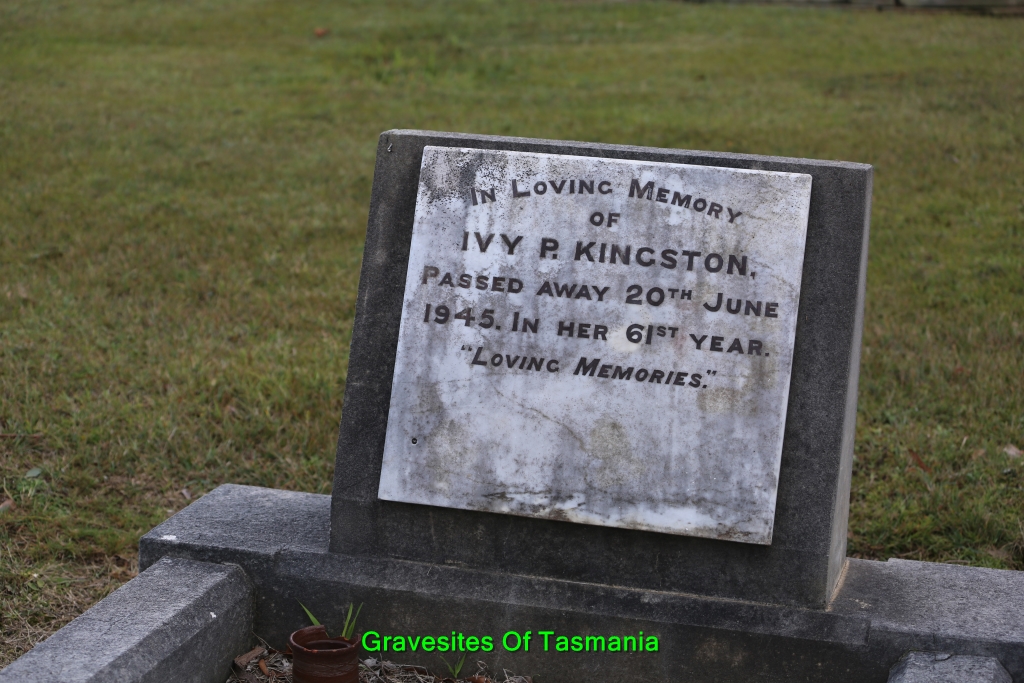 IN LOVING MEMORY
OF
IVY P. KINGSTON,
PASSED AWAY 20TH JUNE
1945. IN HER 61ST YEAR.
"LOVING MEMORIES."
Gravesites Of Tasmania